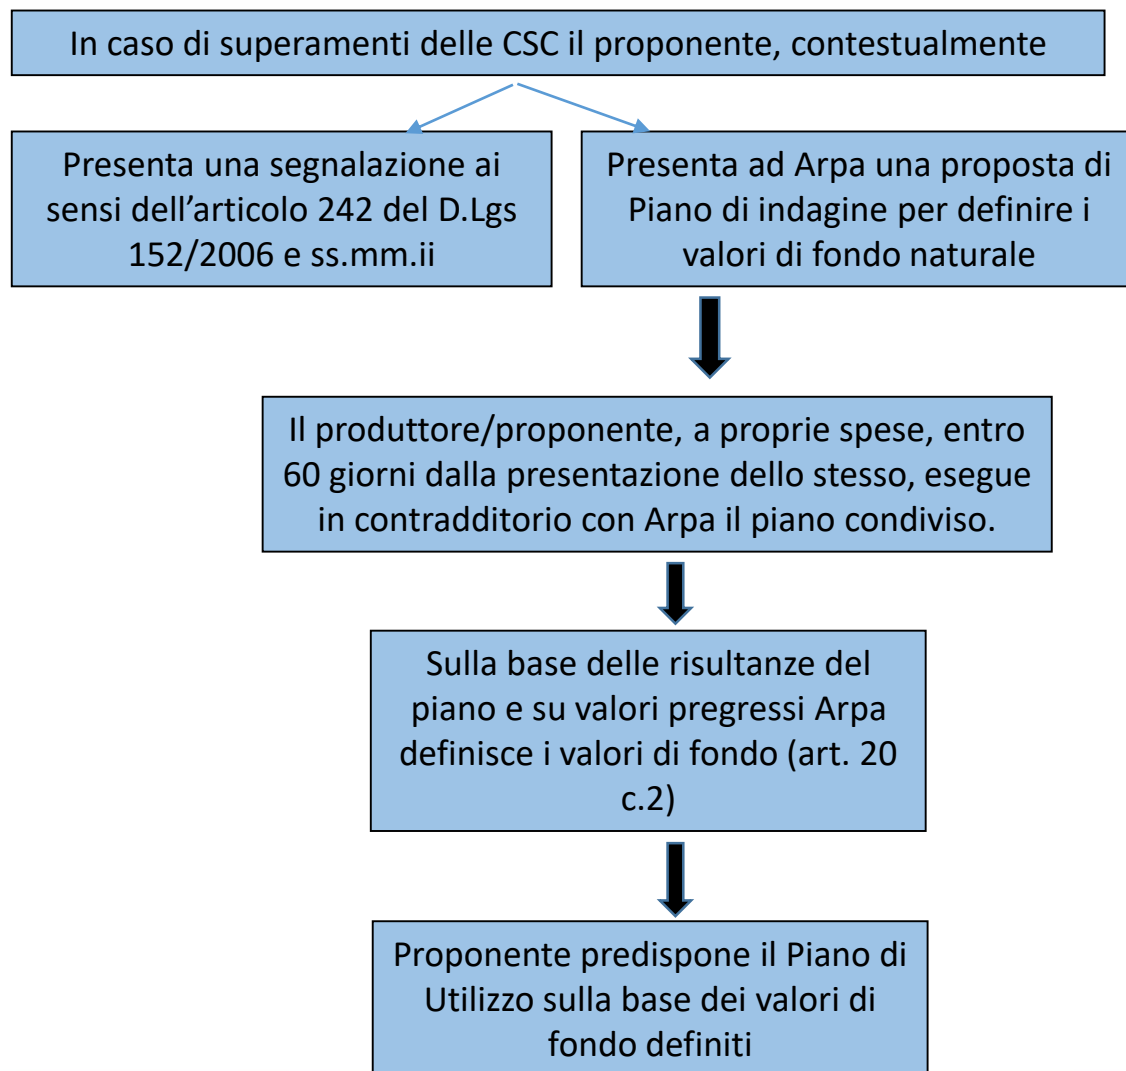 In caso di superamenti delle CSC il proponente, contestualmente
Presenta una segnalazione ai
sensi dell’articolo 242 del D.Lgs
152/2006 e ss.mm.ii
Presenta ad Arpa una proposta di
Piano di indagine per definire i
valori di fondo naturale
Il produttore/proponente, a proprie spese, entro
60 giorni dalla presentazione dello stesso, esegue
in contradditorio con Arpa il piano condiviso.
Sulla base delle risultanze del
piano e su valori pregressi Arpa
definisce i valori di fondo (art. 20
c.2)
Proponente predispone il Piano di
Utilizzo sulla base dei valori di
fondo definiti